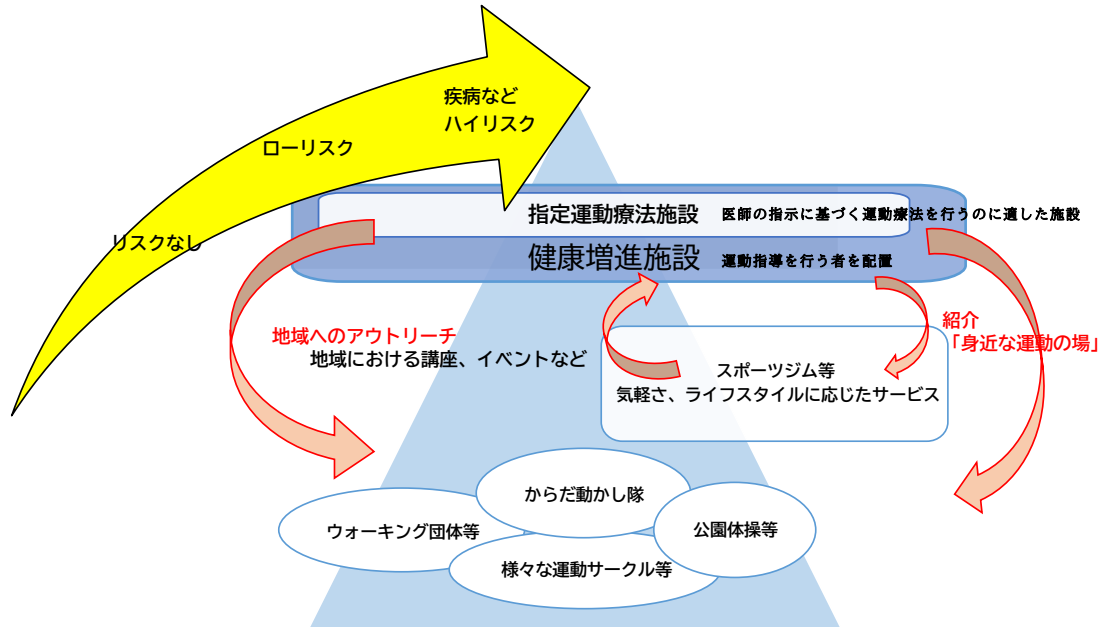 疾病など
ハイリスク
ローリスク
リスクなし
指定運動療法施設 医師の指示に基づく運動療法を行うのに適した施設
健康増進施設 運動指導を行う者を配置
紹介
「身近な運動の場」
地域へのアウトリーチ
地域における講座、イベントなど
スポーツジム等
気軽さ、ライフスタイルに応じたサービス
からだ動かし隊
ウォーキング団体等
公園体操等
様々な運動サークル等